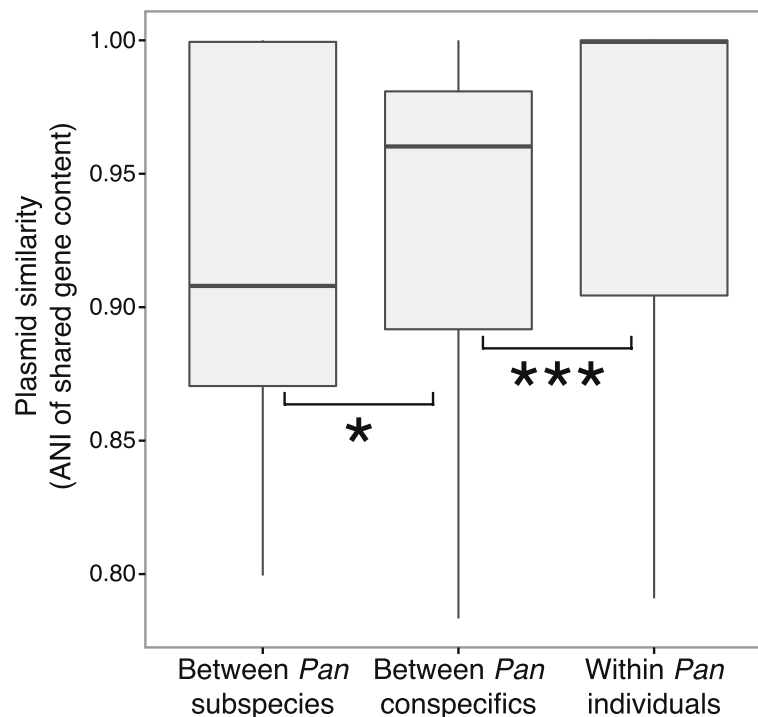 Plasmid similarity
(ANI of shared gene content)
1.00
0.95
0.90
0.85
0.80
***
*
Between Pan
subspecies
Between Pan
conspecifics
Within Pan
individuals